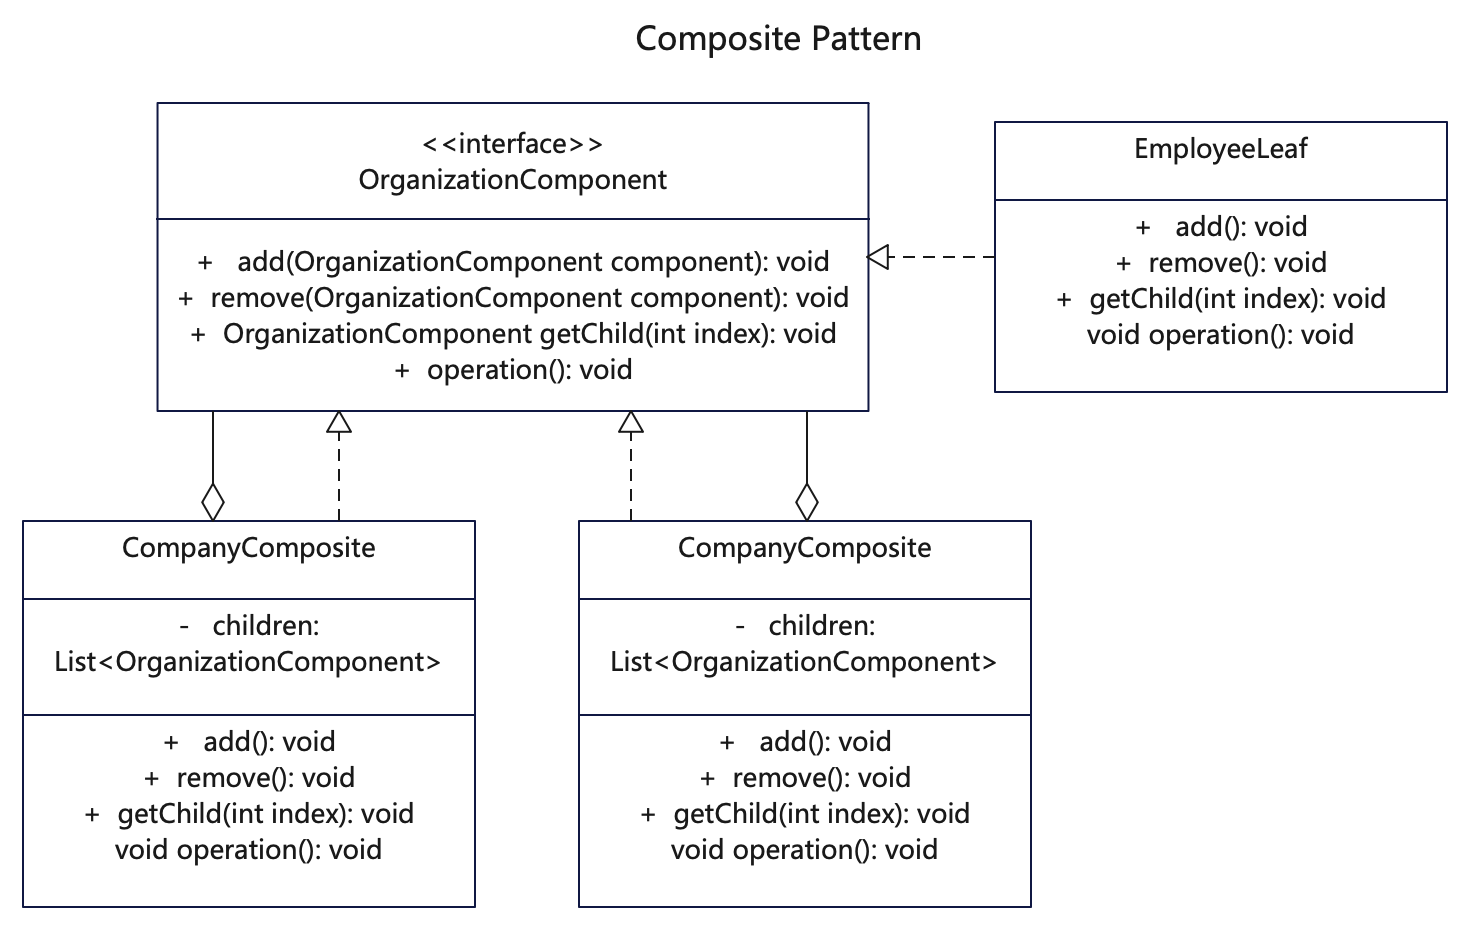 Composite Pattern
<<interface>>
OrganizationComponent
+ add(OrganizationComponent component): void
+ remove(OrganizationComponent component): void
+ OrganizationComponent getChild(int index): void
+ operation(): void
EmployeeLeaf
+ add(): void
+ remove(): void
+ getChild(int index): void
void operation(): void
CompanyComposite
- children:
List<OrganizationComponent>
+ add(): void
+ remove(): void
+ getChild(int index): void
void operation(): void
CompanyComposite
- children:
List<OrganizationComponent>
+ add(): void
+ remove(): void
+ getChild(int index): void
void operation(): void